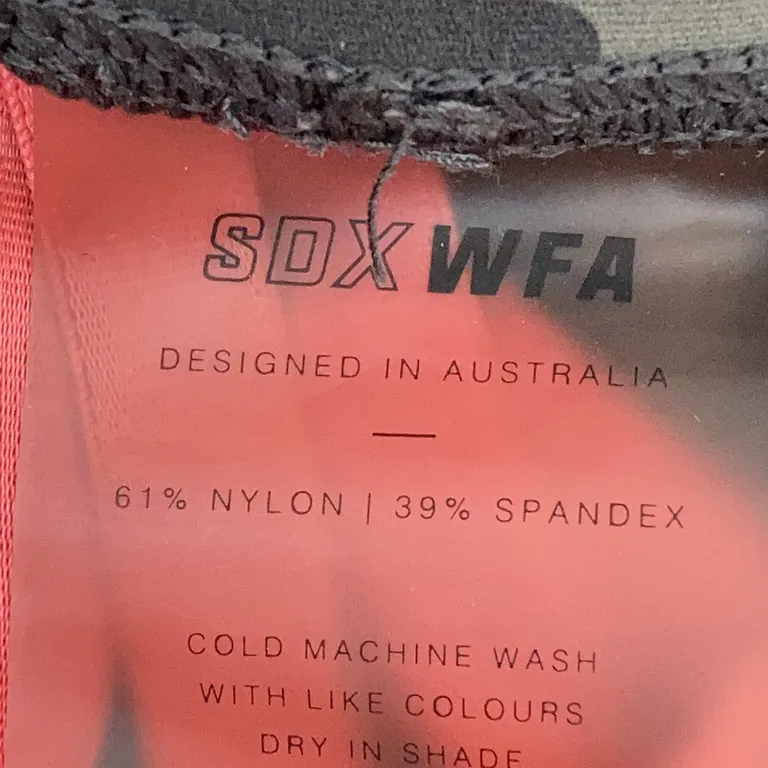 SDX WFA
DESIGNED IN AUSTRALIA
61% NYLON | 39% SPANDEX
COLD MACHINE WASH
WITH LIKE COLOURS
DRY IN SHADE